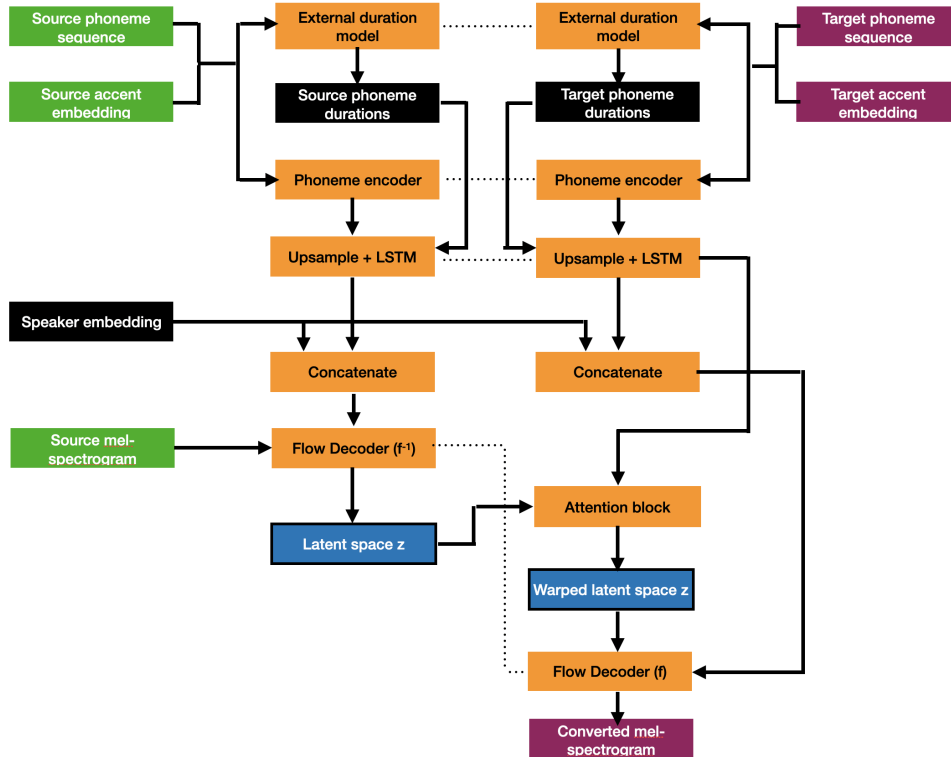 Source phoneme
sequence
External duration
model
External duration
model
Target phoneme
sequence
Source accent
embedding
Source phoneme
durations
Target phoneme
durations
Target accent
embedding
Phoneme encoder
Phoneme encoder
Upsample + LSTM
Upsample + LSTM
Speaker embedding
Concatenate
Concatenate
Source mel-
spectrogram
Flow Decoder (f⁻¹)
Attention block
Latent space z
Warped latent space z
Flow Decoder (f)
Converted mel-
spectrogram